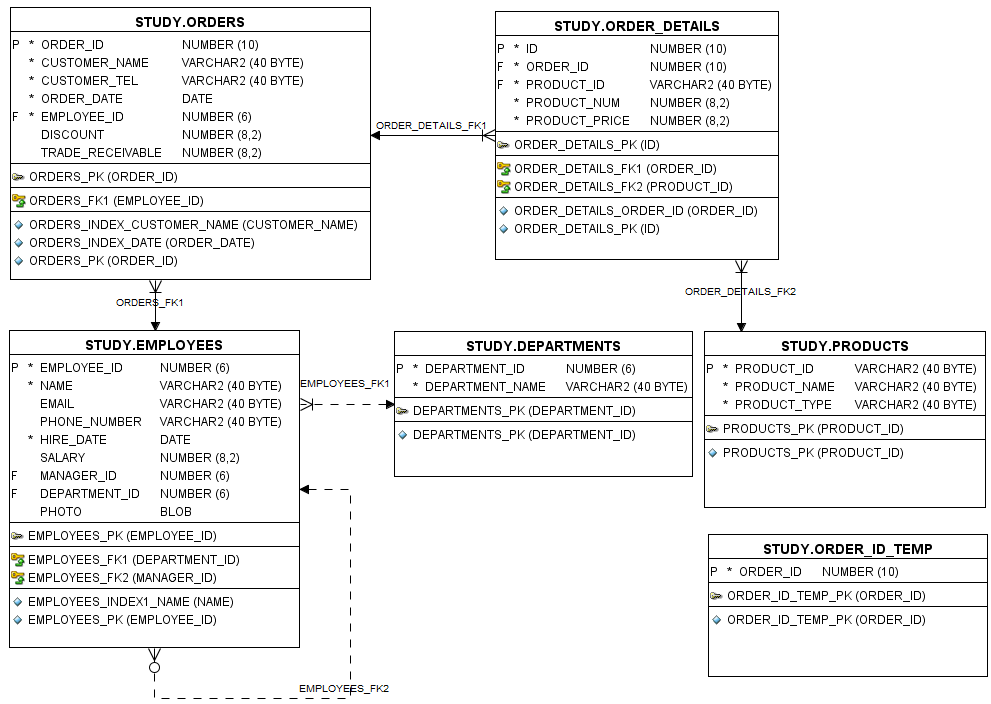 STUDY.ORDERS
P * ORDER_ID NUMBER (10)
* CUSTOMER_NAME VARCHAR2 (40 BYTE)
* CUSTOMER_TEL VARCHAR2 (40 BYTE)
* ORDER_DATE DATE
F * EMPLOYEE_ID NUMBER (6)
DISCOUNT NUMBER (8,2)
TRADE_RECEIVABLE NUMBER (8,2)
ORDERS_PK (ORDER_ID)
ORDERS_FK1 (EMPLOYEE_ID)
ORDERS_INDEX_CUSTOMER_NAME (CUSTOMER_NAME)
ORDERS_INDEX_DATE (ORDER_DATE)
ORDERS_PK (ORDER_ID)
ORDER_DETAILS_FK1
STUDY.ORDER_DETAILS
P * ID NUMBER (10)
F * ORDER_ID NUMBER (10)
F * PRODUCT_ID VARCHAR2 (40 BYTE)
* PRODUCT_NUM NUMBER (8,2)
* PRODUCT_PRICE NUMBER (8,2)
ORDER_DETAILS_PK (ID)
ORDER_DETAILS_FK1 (ORDER_ID)
ORDER_DETAILS_FK2 (PRODUCT_ID)
ORDER_DETAILS_ORDER_ID (ORDER_ID)
ORDER_DETAILS_PK (ID)
ORDERS_FK1
ORDER_DETAILS_FK2
STUDY.EMPLOYEES
P * EMPLOYEE_ID NUMBER (6)
* NAME VARCHAR2 (40 BYTE)
EMAIL VARCHAR2 (40 BYTE)
PHONE_NUMBER VARCHAR2 (40 BYTE)
* HIRE_DATE DATE
SALARY NUMBER (8,2)
F MANAGER_ID NUMBER (6)
F DEPARTMENT_ID NUMBER (6)
PHOTO BLOB
EMPLOYEES_PK (EMPLOYEE_ID)
EMPLOYEES_FK1 (DEPARTMENT_ID)
EMPLOYEES_FK2 (MANAGER_ID)
EMPLOYEES_INDEX1_NAME (NAME)
EMPLOYEES_PK (EMPLOYEE_ID)
EMPLOYEES_FK1
STUDY.DEPARTMENTS
P * DEPARTMENT_ID NUMBER (6)
* DEPARTMENT_NAME VARCHAR2 (40 BYTE)
DEPARTMENTS_PK (DEPARTMENT_ID)
DEPARTMENTS_PK (DEPARTMENT_ID)
STUDY.PRODUCTS
P * PRODUCT_ID VARCHAR2 (40 BYTE)
* PRODUCT_NAME VARCHAR2 (40 BYTE)
* PRODUCT_TYPE VARCHAR2 (40 BYTE)
PRODUCTS_PK (PRODUCT_ID)
PRODUCTS_PK (PRODUCT_ID)
STUDY.ORDER_ID_TEMP
P * ORDER_ID NUMBER (10)
ORDER_ID_TEMP_PK (ORDER_ID)
ORDER_ID_TEMP_PK (ORDER_ID)
EMPLOYEES_FK2